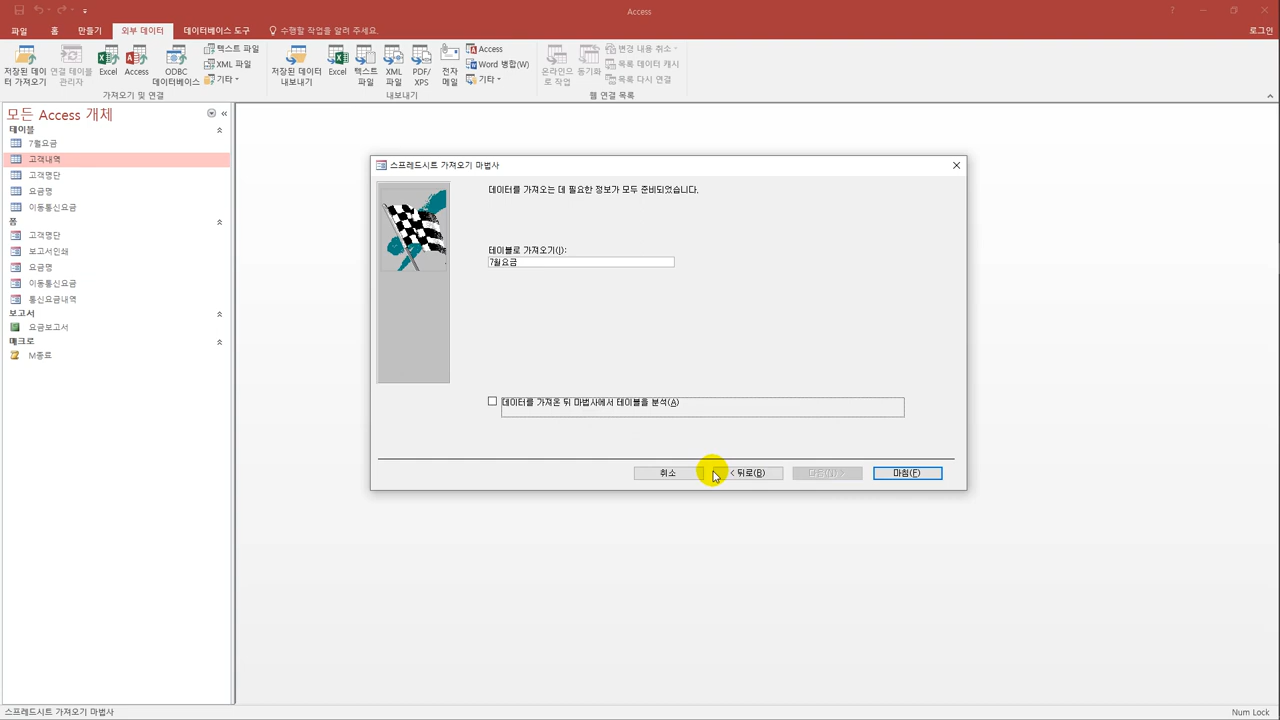 Access
파일
홈
만들기
외부 데이터
데이터베이스 도구
수행할 작업을 알려 주세요.
로그인
저장된 데이
터 가져오기
연결 테이블
관리자
Excel
Access
ODBC
데이터베이스
텍스트 파일
XML 파일
기타
가져오기 및 연결
저장된 데이터
내보내기
Excel
텍스트
파일
XML
파일
PDF/
XPS
전자
메일
Access
Word 병합(W)
기타
내보내기
온라인으
로 작업
동기화
변경 내용 취소
목록 데이터 캐시
목록 다시 연결
웹 연결 목록
모든 Access 개체
테이블
7월요금
고객내역
고객명단
요금명
이동통신요금
폼
고객명단
보고서인쇄
요금명
이동통신요금
통신요금내역
보고서
요금보고서
매크로
M종료
스프레드시트 가져오기 마법사
데이터를 가져오는 데 필요한 정보가 모두 준비되었습니다.
테이블로 가져오기(I):
7월요금
데이터를 가져온 뒤 마법사에서 테이블을 분석(A)
취소
< 뒤로(B)
다음(N) >
마침(F)
스프레드시트 가져오기 마법사
Num Lock